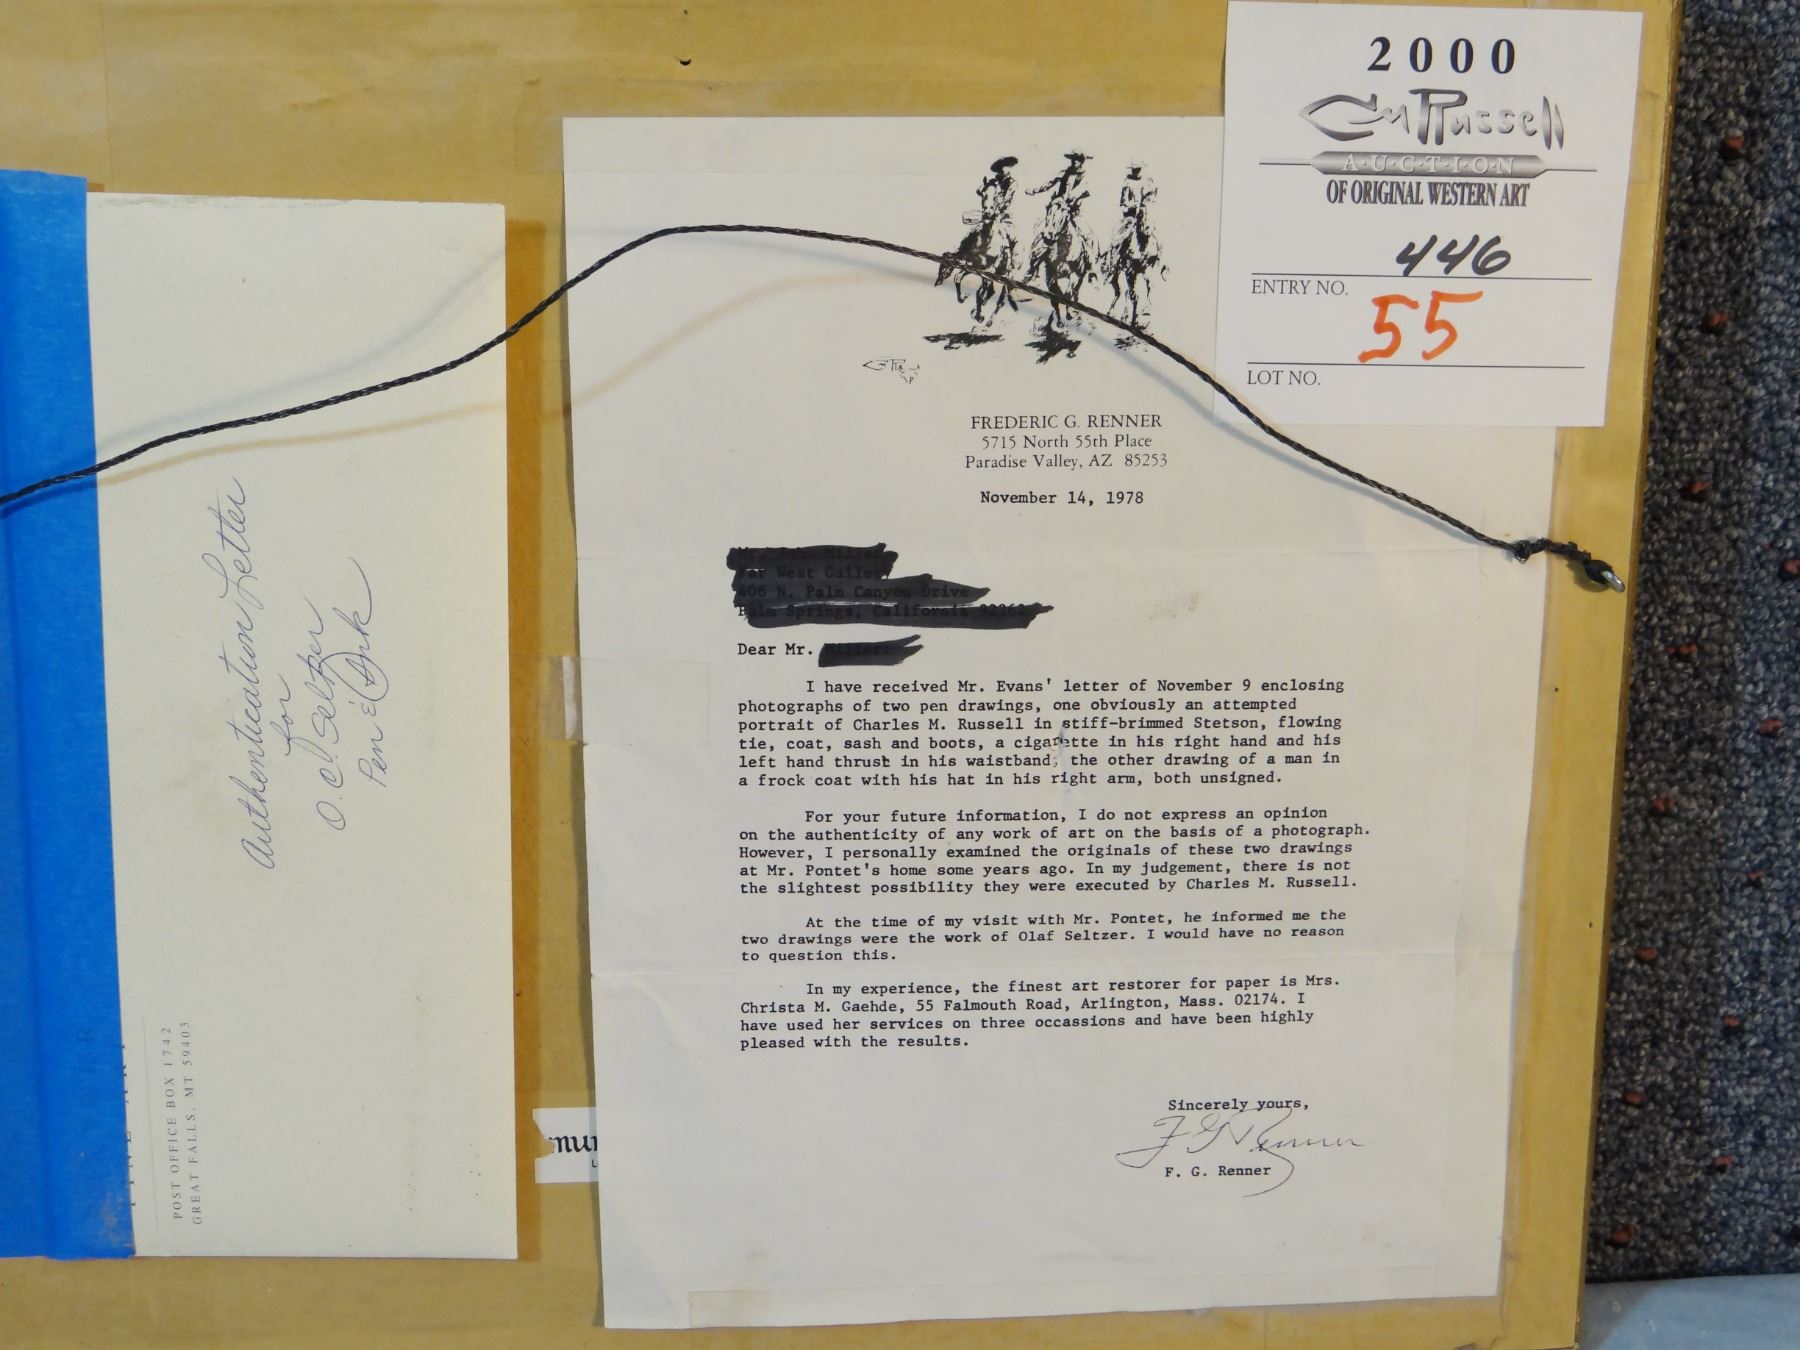 2000
CM Russell
AUCTION
OF ORIGINAL WESTERN ART
446
ENTRY NO.
55
LOT NO.
Authentication Letter
for
O. C. Seltzer
Pen & Ink
POST OFFICE BOX 1742
GREAT FALLS, MT 59403
mur
FREDERIC G. RENNER
5715 North 55th Place
Paradise Valley, AZ 85253
November 14, 1978
Dear Mr.
I have received Mr. Evans' letter of November 9 enclosing
photographs of two pen drawings, one obviously an attempted
portrait of Charles M. Russell in stiff-brimmed Stetson, flowing
tie, coat, sash and boots, a cigarette in his right hand and his
left hand thrust in his waistband; the other drawing of a man in
a frock coat with his hat in his right arm, both unsigned.
For your future information, I do not express an opinion
on the authenticity of any work of art on the basis of a photograph.
However, I personally examined the originals of these two drawings
at Mr. Pontet's home some years ago. In my judgement, there is not
the slightest possibility they were executed by Charles M. Russell.
At the time of my visit with Mr. Pontet, he informed me the
two drawings were the work of Olaf Seltzer. I would have no reason
to question this.
In my experience, the finest art restorer for paper is Mrs.
Christa M. Gaehde, 55 Falmouth Road, Arlington, Mass. 02174. I
have used her services on three occassions and have been highly
pleased with the results.
Sincerely yours,
F G Renner
F. G. Renner